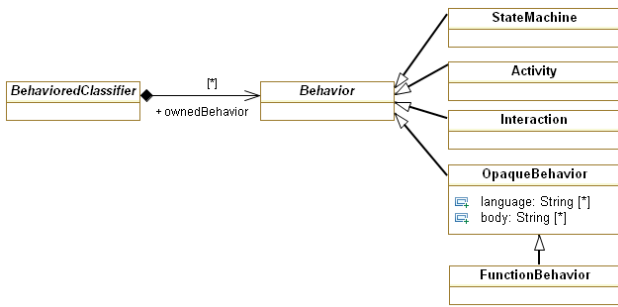 StateMachine
Activity
BehavioredClassifier
[*]
+ ownedBehavior
Behavior
Interaction
OpaqueBehavior
language: String [*]
body: String [*]
FunctionBehavior